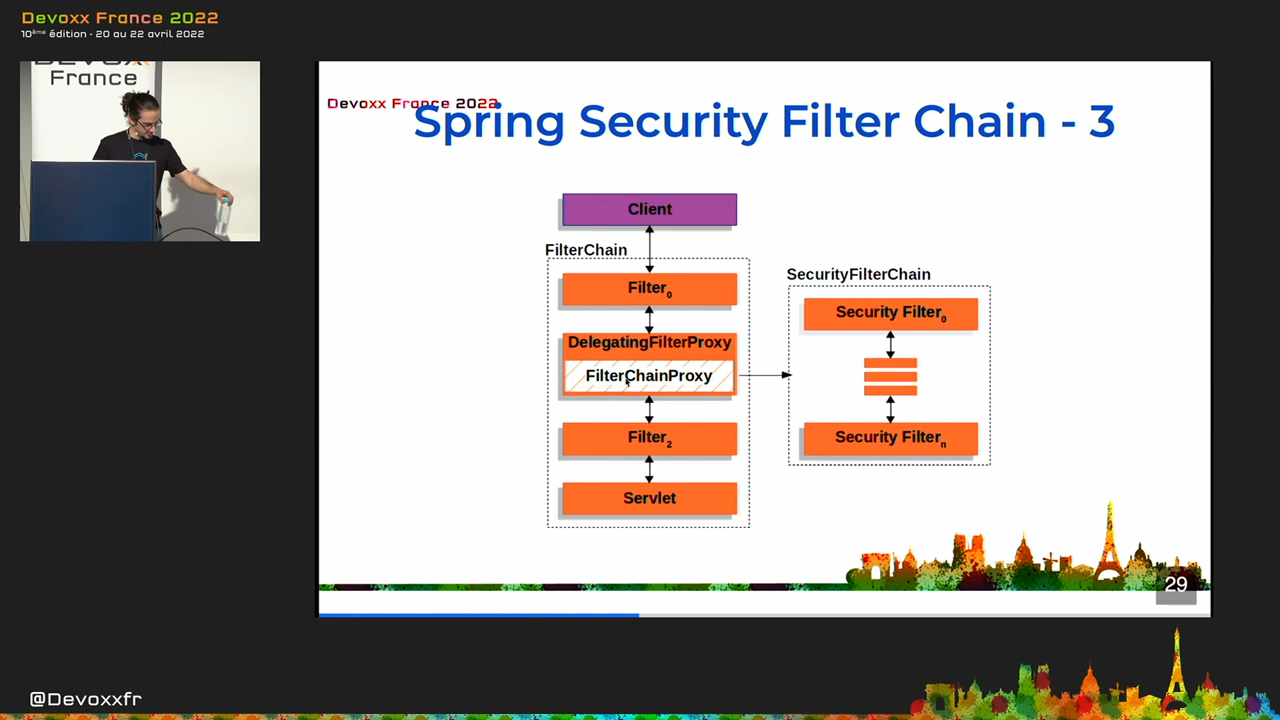 Devoxx France 2022
10ème édition - 20 au 22 avril 2022
DEVOXX
France
Devoxx France 2022
Spring Security Filter Chain - 3
Client
FilterChain
Filter0
DelegatingFilterProxy
FilterChainProxy
Filter2
Servlet
SecurityFilterChain
Security Filter0
Security Filtern
29
@Devoxxfr